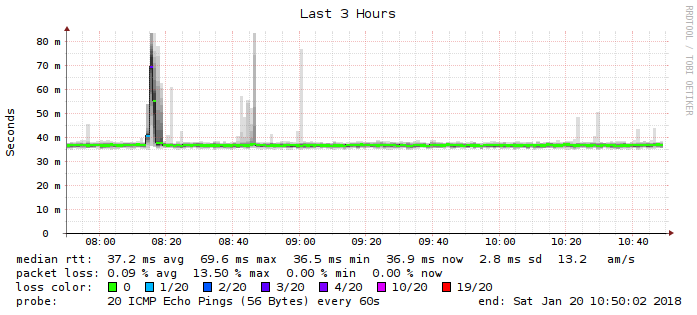 Last 3 Hours
RRDTOOL / TOBI OETIKER
Seconds
80 m
70 m
60 m
50 m
40 m
30 m
20 m
10 m
0
08:00 08:20 08:40 09:00 09:20 09:40 10:00 10:20 10:40
median rtt: 37.2 ms avg 69.6 ms max 36.5 ms min 36.9 ms now 2.8 ms sd 13.2 am/s
packet loss: 0.09 % avg 13.50 % max 0.00 % min 0.00 % now
loss color: 0 1/20 2/20 3/20 4/20 10/20 19/20
probe: 20 ICMP Echo Pings (56 Bytes) every 60s end: Sat Jan 20 10:50:02 2018